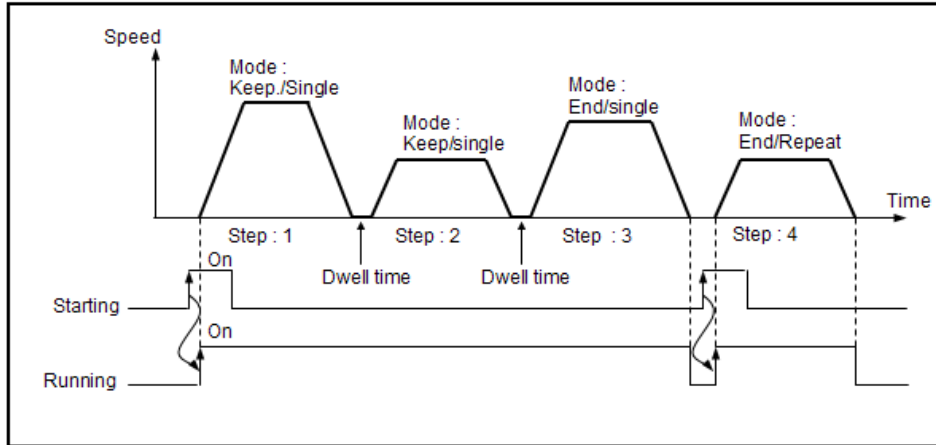 Speed
Mode :
Keep./Single
Mode :
Keep/single
Mode :
End/single
Mode :
End/Repeat
Time
Step : 1
Step : 2
Step : 3
Step : 4
Dwell time
Dwell time
On
Starting
On
Running